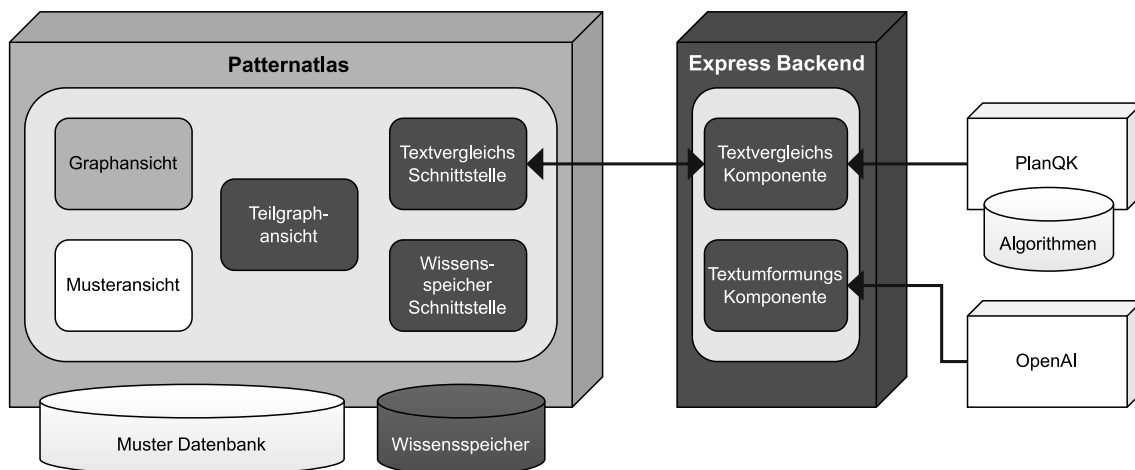 Patternatlas
Graphansicht
Musteransicht
Teilgraph-
ansicht
Textvergleichs
Schnittstelle
Wissens-
speicher
Schnittstelle
Muster Datenbank
Wissensspeicher
Express Backend
Textvergleichs
Komponente
Textumformungs
Komponente
PlanQK
Algorithmen
OpenAI